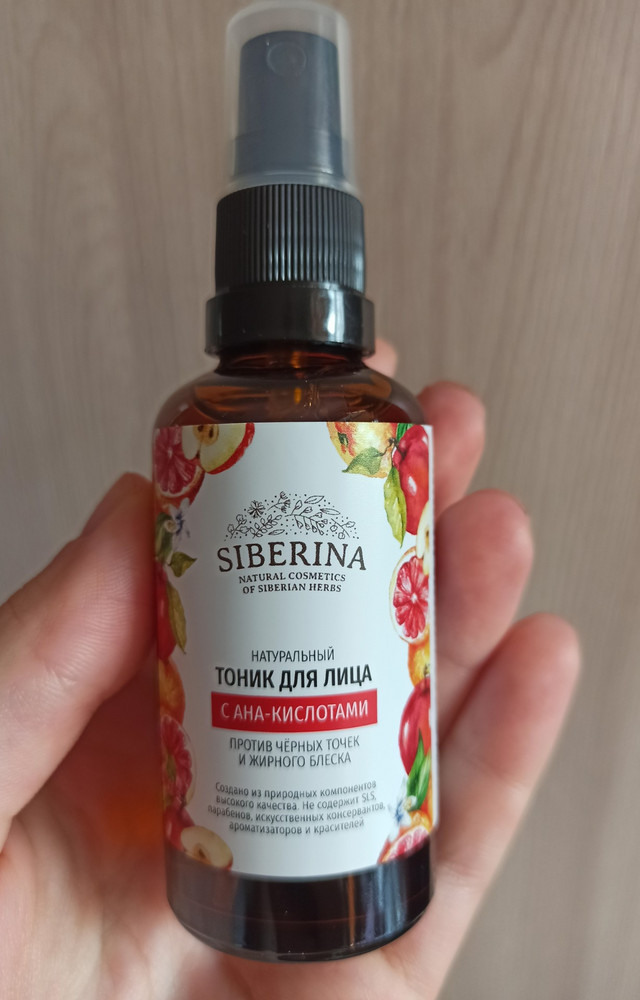 SIBERINA
NATURAL COSMETICS
OF SIBERIAN HERBS
НАТУРАЛЬНЫЙ
ТОНИК ДЛЯ ЛИЦА
С АНА-КИСЛОТАМИ
ПРОТИВ ЧЁРНЫХ ТОЧЕК
И ЖИРНОГО БЛЕСКА
Создано из природных компонентов
высокого качества. Не содержит SLS,
парабенов, искусственных консервантов,
ароматизаторов и красителей